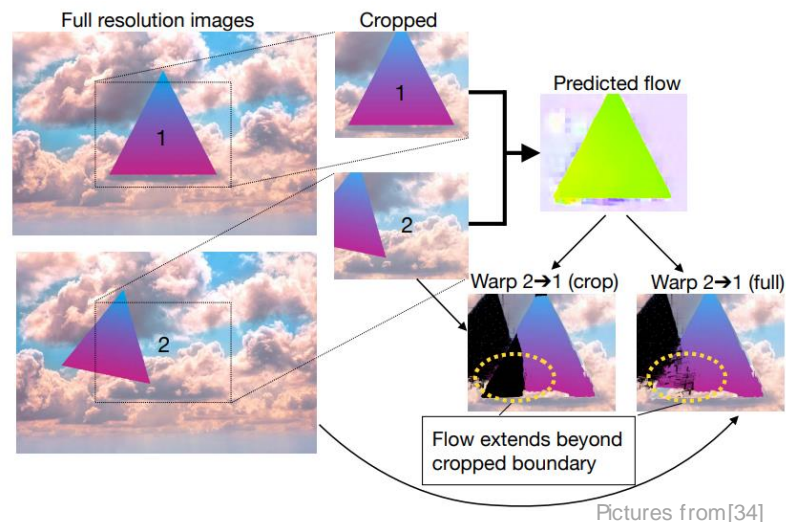 Full resolution images
Cropped
1
1
Predicted flow
2
2
Warp 2➔1 (crop)
Warp 2➔1 (full)
Flow extends beyond
cropped boundary
Pictures from[34]